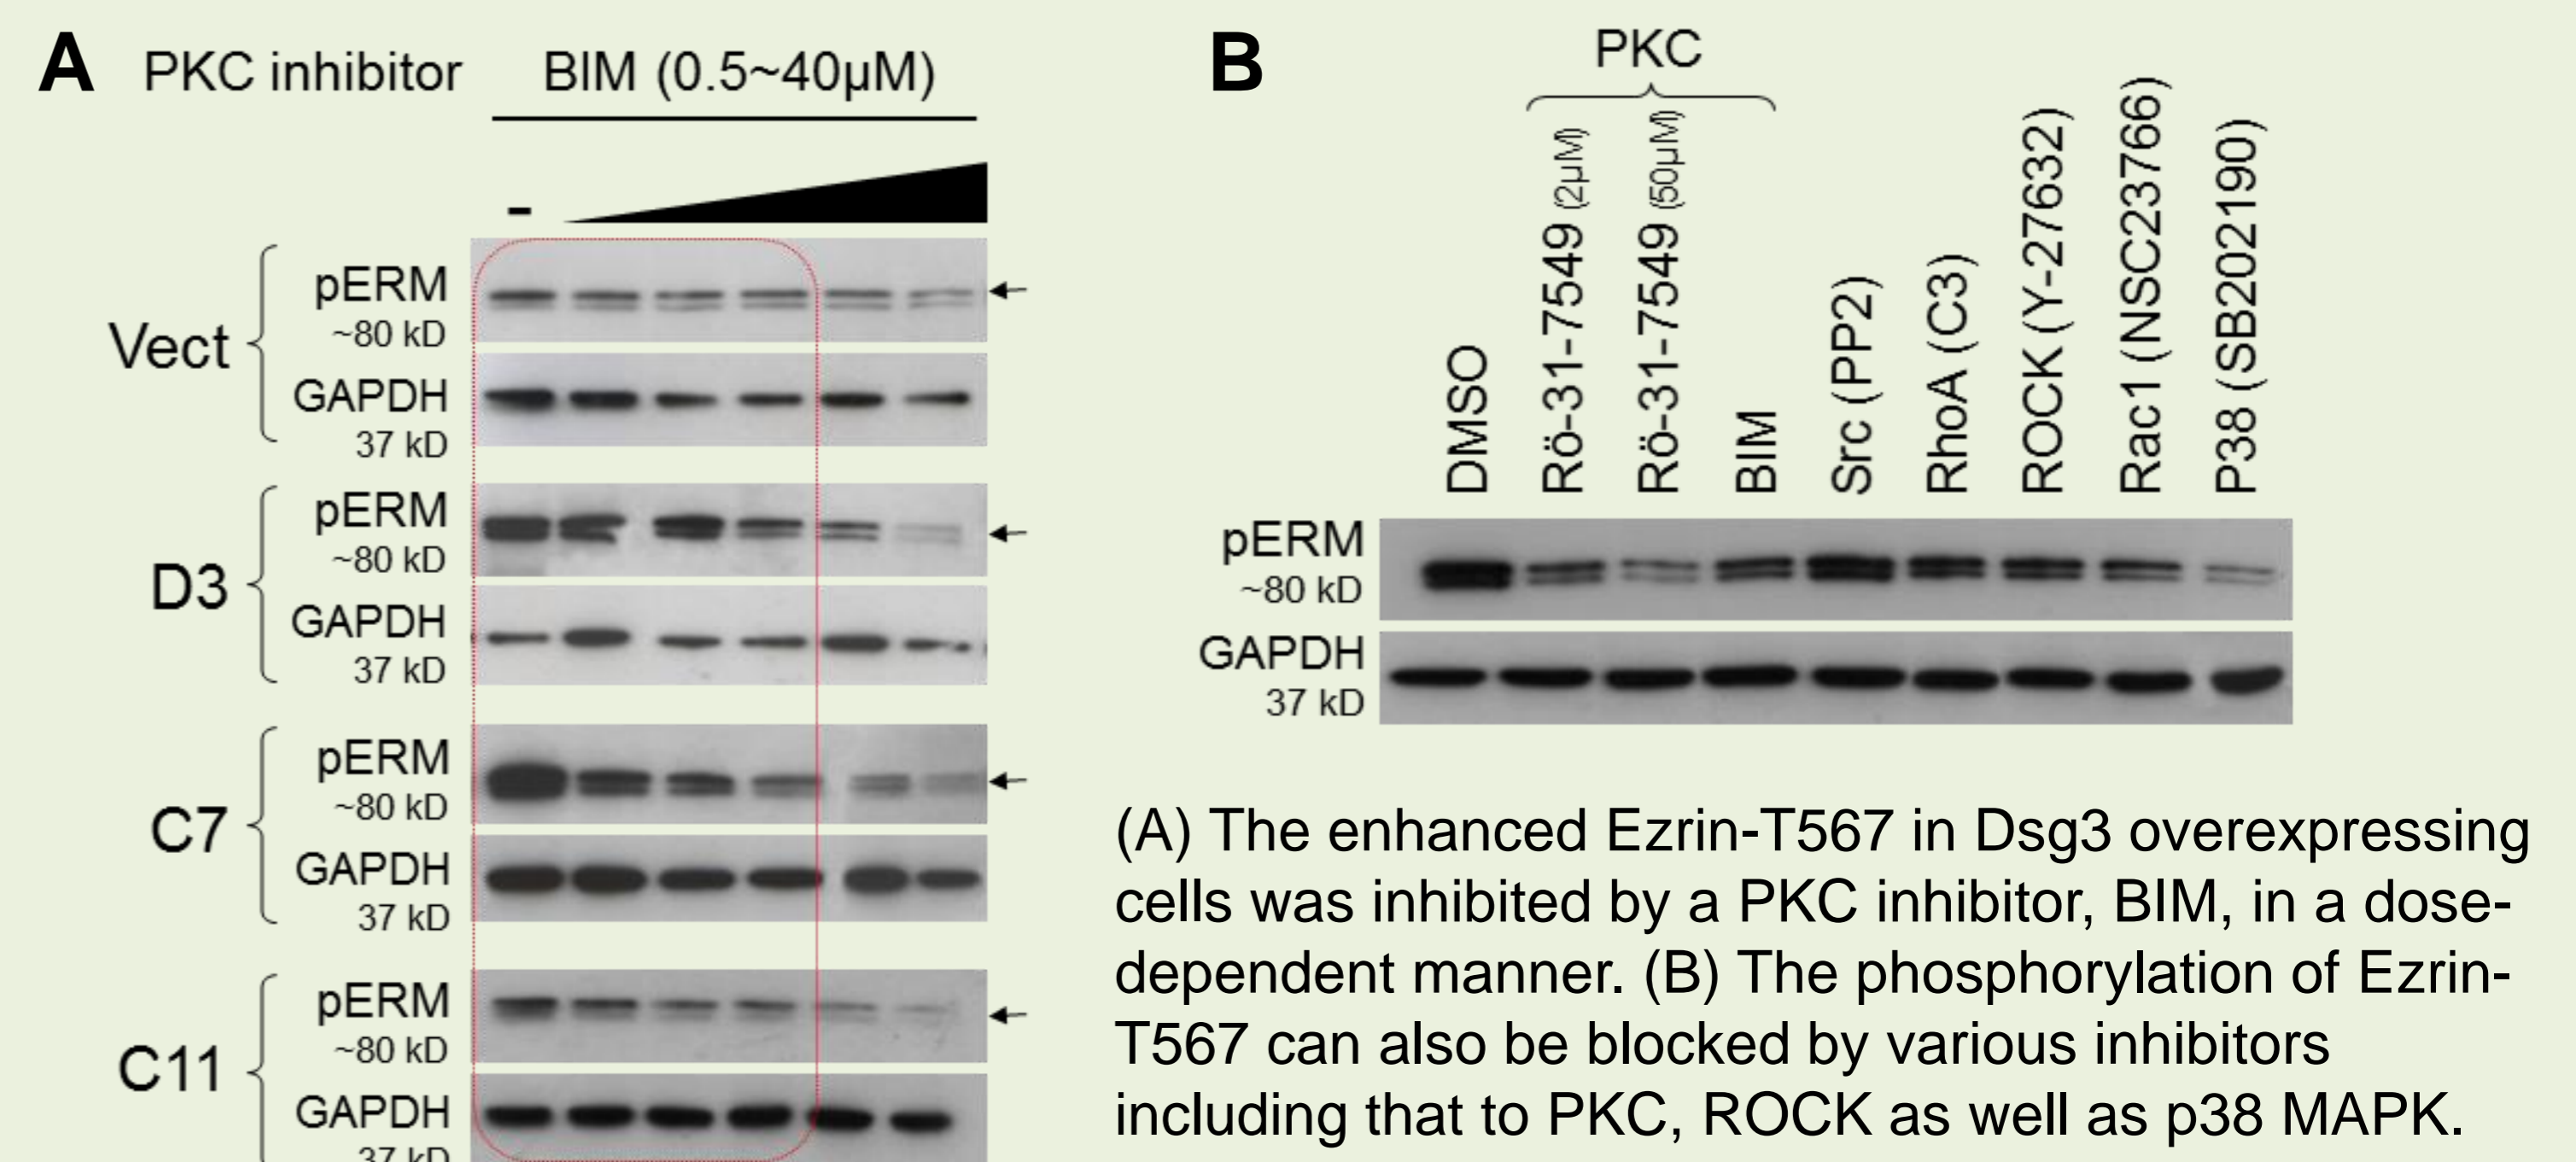 A PKC inhibitor BIM (0.5~40µM)
-
Vect
pERM
~80 kD
GAPDH
37 kD
D3
pERM
~80 kD
GAPDH
37 kD
C7
pERM
~80 kD
GAPDH
37 kD
C11
pERM
~80 kD
GAPDH
37 kD
B
PKC
DMSO
Rö-31-7549 (2µM)
Rö-31-7549 (50µM)
BIM
Src (PP2)
RhoA (C3)
ROCK (Y-27632)
Rac1 (NSC23766)
P38 (SB202190)
pERM
~80 kD
GAPDH
37 kD
(A) The enhanced Ezrin-T567 in Dsg3 overexpressing
cells was inhibited by a PKC inhibitor, BIM, in a dose-
dependent manner. (B) The phosphorylation of Ezrin-
T567 can also be blocked by various inhibitors
including that to PKC, ROCK as well as p38 MAPK.